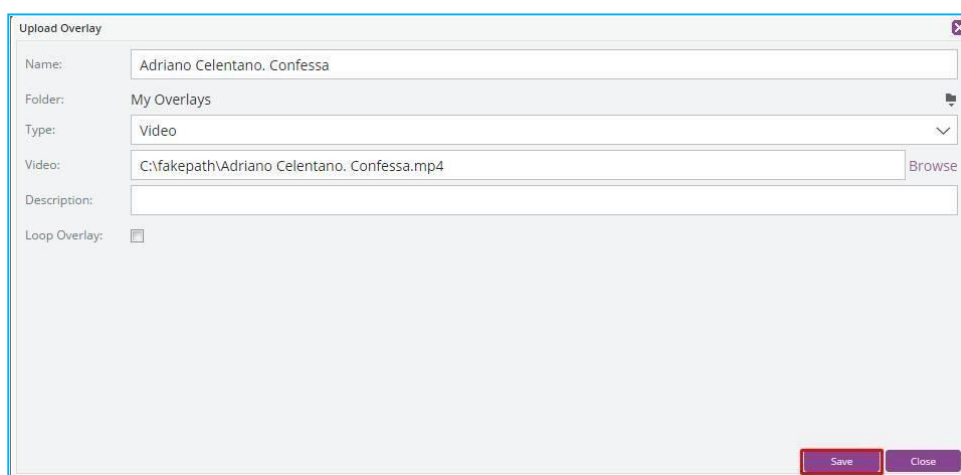 Upload Overlay
Name: Adriano Celentano. Confessa
Folder: My Overlays
Type: Video
Video: C:\fakepath\Adriano Celentano. Confessa.mp4 Browse
Description:
Loop Overlay:
Save Close